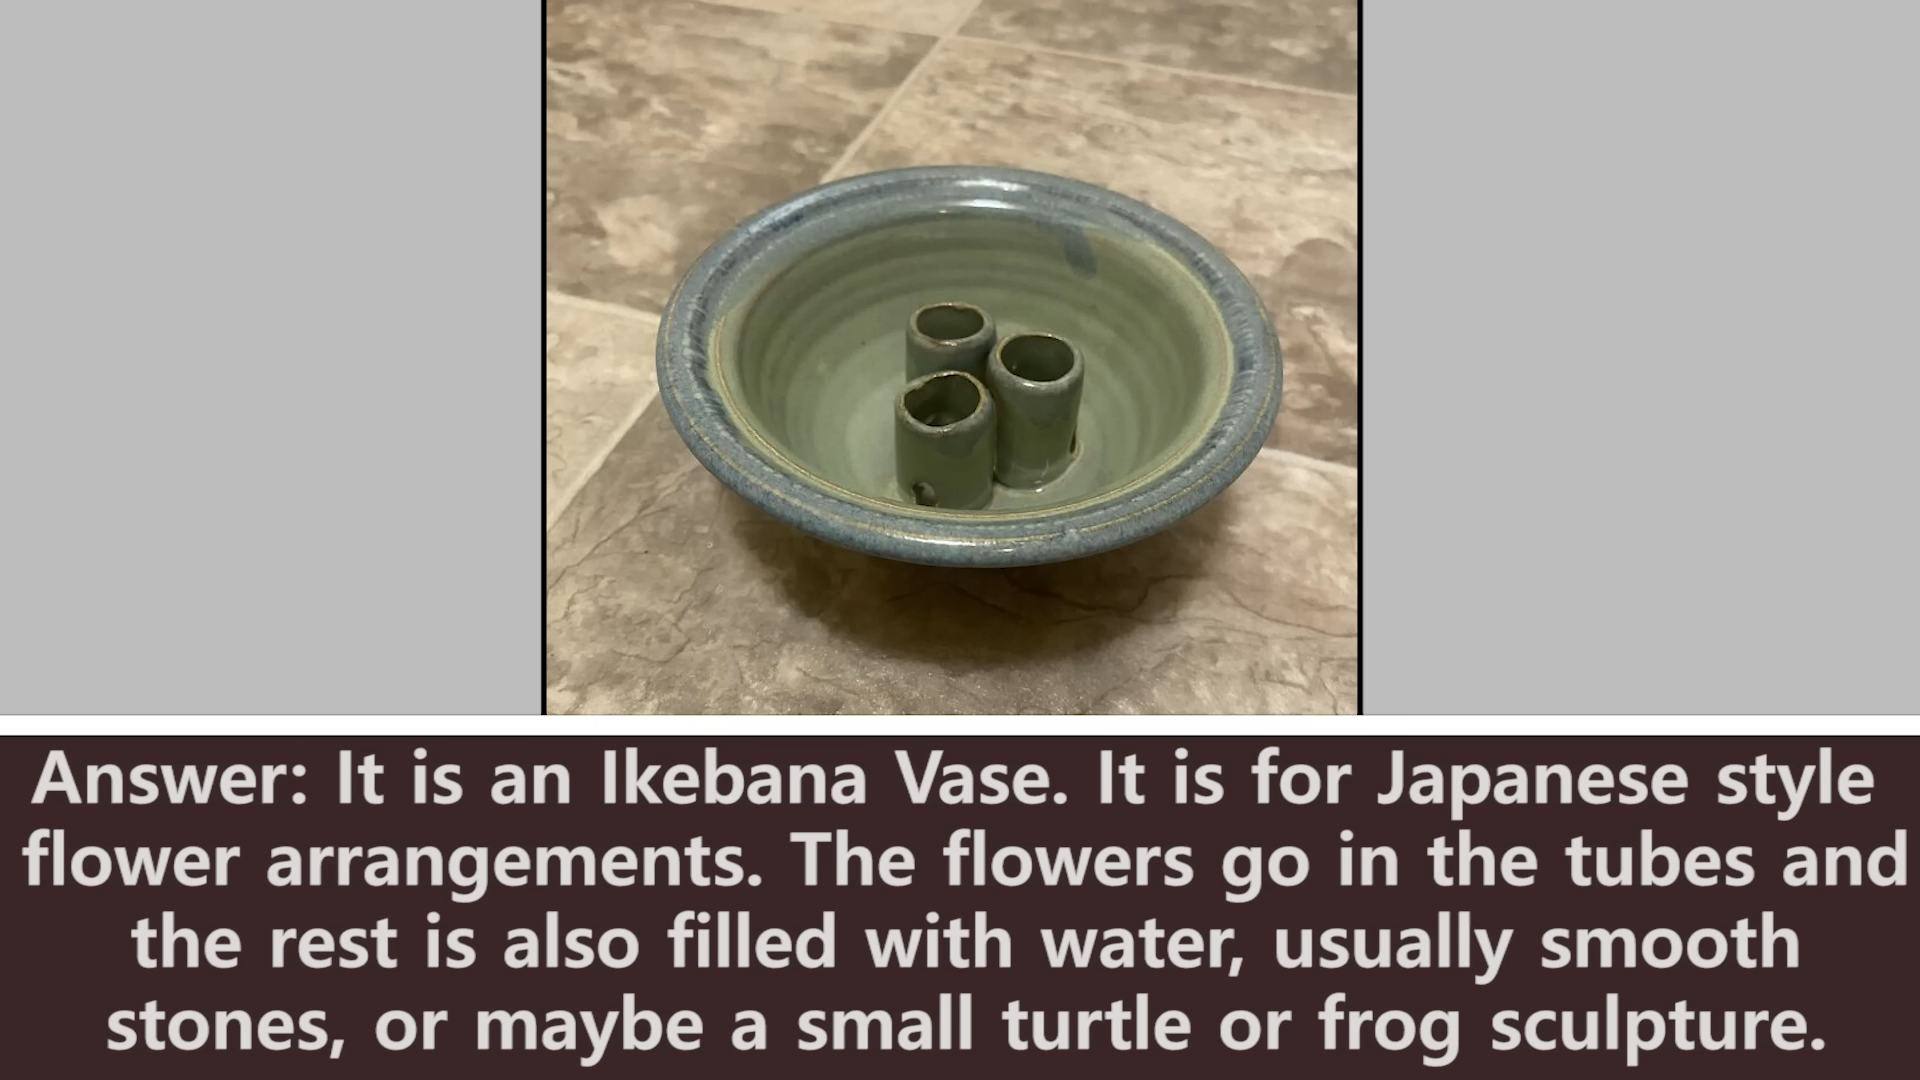 Answer: It is an Ikebana Vase. It is for Japanese style
flower arrangements. The flowers go in the tubes and
the rest is also filled with water, usually smooth
stones, or maybe a small turtle or frog sculpture.